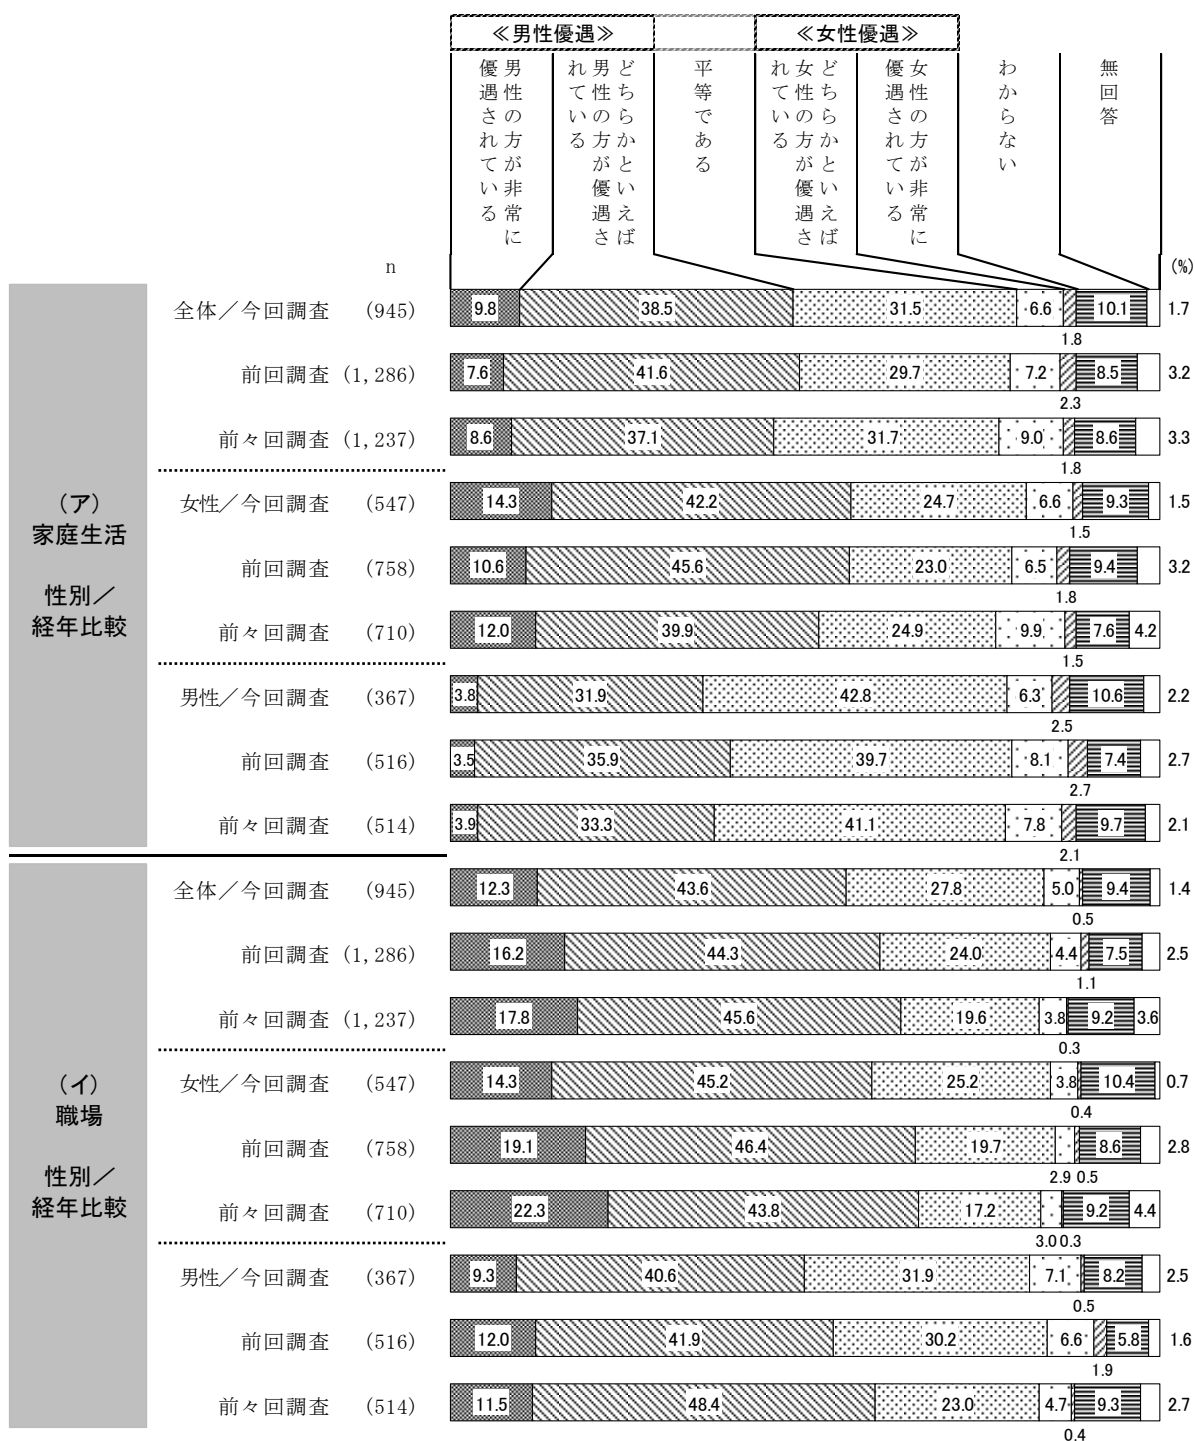 ≪男性優遇≫ ≪女性優遇≫
男性の方が非常に
優遇されている
どちらかといえば
男性の方が優遇さ
れている
平等である
どちらかといえば
女性の方が優遇さ
れている
女性の方が非常に
優遇されている
わからない
無回答
n
(%)
(ア)
家庭生活
性別／
経年比較
全体／今回調査 (945) 9.8 38.5 31.5 6.6 10.1 1.7
1.8
前回調査 (1,286) 7.6 41.6 29.7 7.2 8.5 3.2
2.3
前々回調査 (1,237) 8.6 37.1 31.7 9.0 8.6 3.3
1.8
女性／今回調査 (547) 14.3 42.2 24.7 6.6 9.3 1.5
1.5
前回調査 (758) 10.6 45.6 23.0 6.5 9.4 3.2
1.8
前々回調査 (710) 12.0 39.9 24.9 9.9 7.6 4.2
1.5
男性／今回調査 (367) 3.8 31.9 42.8 6.3 10.6 2.2
2.5
前回調査 (516) 3.5 35.9 39.7 8.1 7.4 2.7
2.7
前々回調査 (514) 3.9 33.3 41.1 7.8 9.7 2.1
2.1
(イ)
職場
性別／
経年比較
全体／今回調査 (945) 12.3 43.6 27.8 5.0 9.4 1.4
0.5
前回調査 (1,286) 16.2 44.3 24.0 4.4 7.5 2.5
1.1
前々回調査 (1,237) 17.8 45.6 19.6 3.8 9.2 3.6
0.3
女性／今回調査 (547) 14.3 45.2 25.2 3.8 10.4 0.7
0.4
前回調査 (758) 19.1 46.4 19.7 8.6 2.8
2.9 0.5
前々回調査 (710) 22.3 43.8 17.2 9.2 4.4
3.0 0.3
男性／今回調査 (367) 9.3 40.6 31.9 7.1 8.2 2.5
0.5
前回調査 (516) 12.0 41.9 30.2 6.6 5.8 1.6
1.9
前々回調査 (514) 11.5 48.4 23.0 4.7 9.3 2.7
0.4